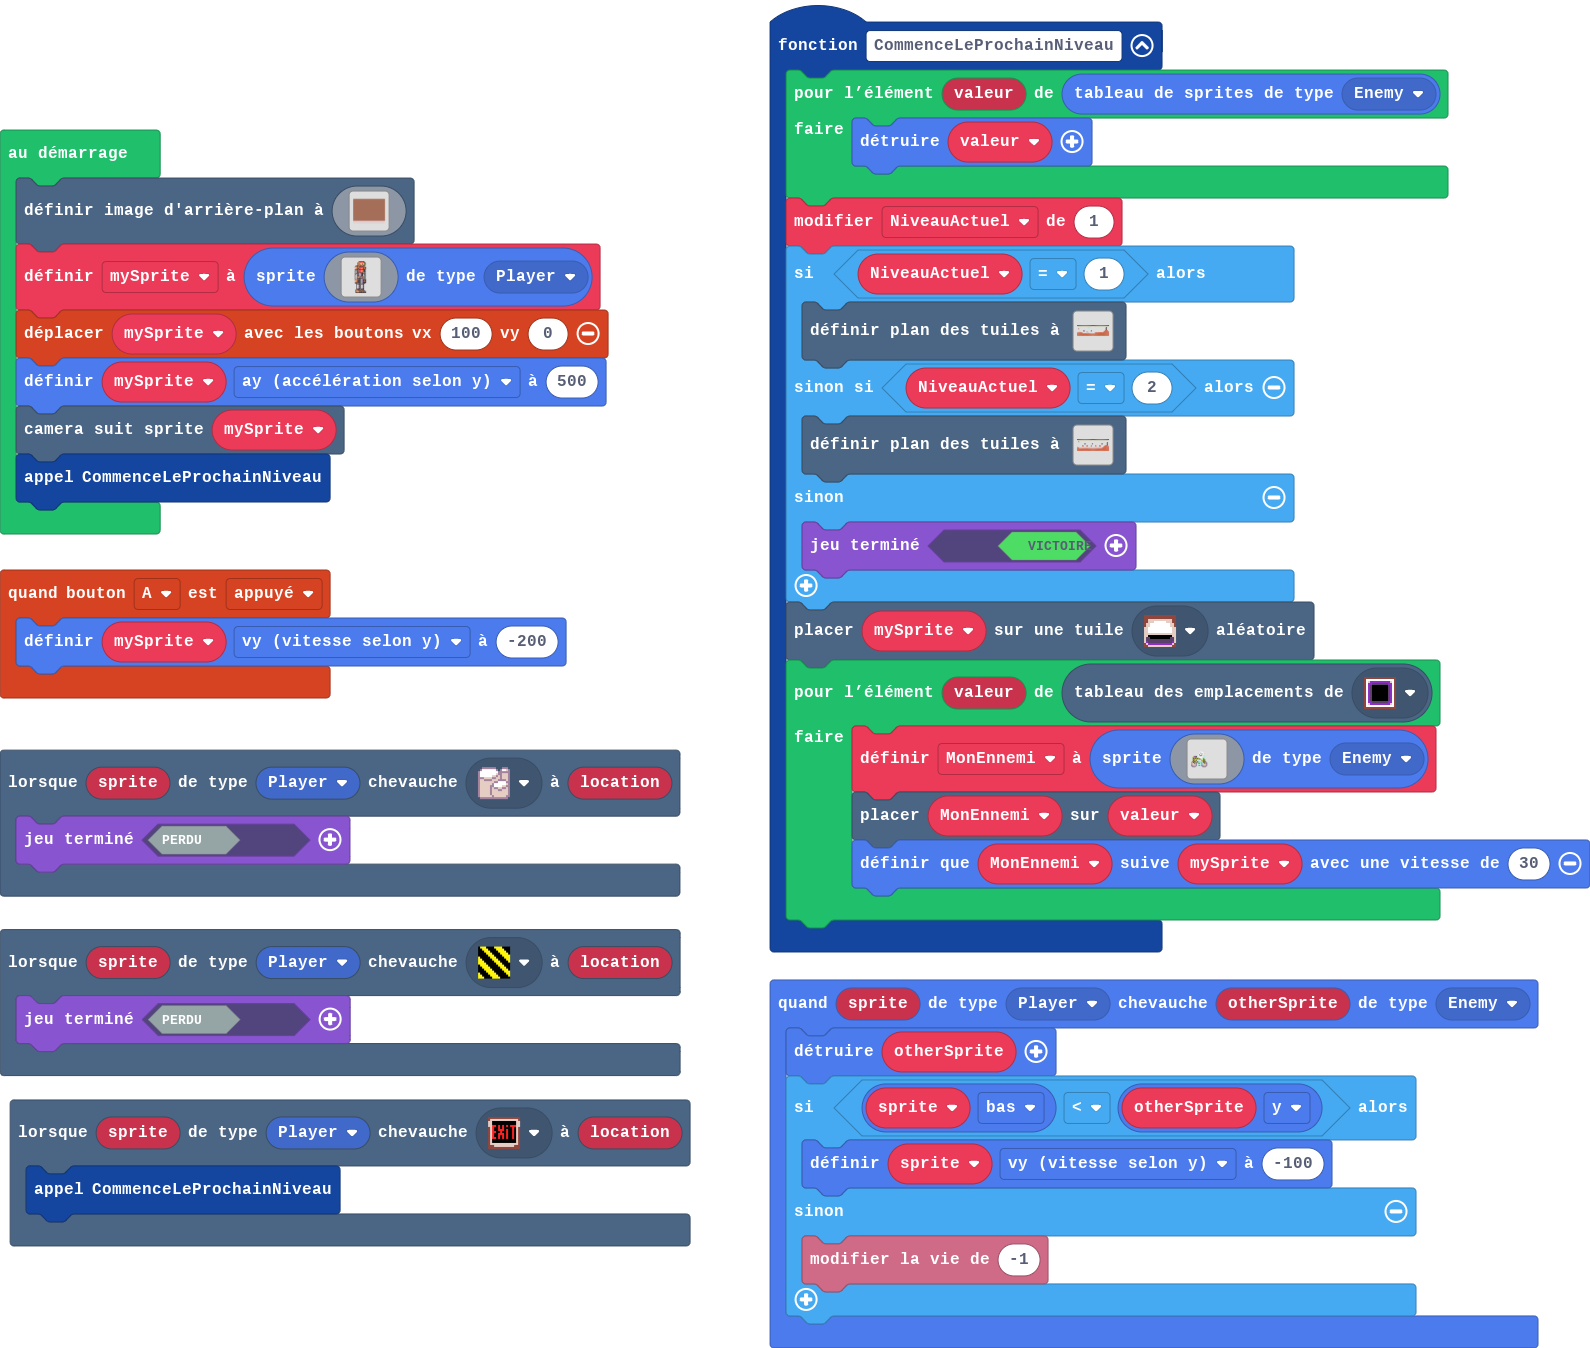 au démarrage
définir image d'arrière-plan à
définir mySprite à sprite de type Player
déplacer mySprite avec les boutons vx 100 vy 0
définir mySprite ay (accélération selon y) à 500
camera suit sprite mySprite
appel CommenceLeProchainNiveau
quand bouton A est appuyé
définir mySprite vy (vitesse selon y) à -200
lorsque sprite de type Player chevauche à location
jeu terminé PERDU
lorsque sprite de type Player chevauche à location
jeu terminé PERDU
lorsque sprite de type Player chevauche EXiT à location
appel CommenceLeProchainNiveau
fonction CommenceLeProchainNiveau
pour l’élément valeur de tableau de sprites de type Enemy
faire détruire valeur
modifier NiveauActuel de 1
si NiveauActuel = 1 alors
définir plan des tuiles à
sinon si NiveauActuel = 2 alors
définir plan des tuiles à
sinon
jeu terminé VICTOIRE
placer mySprite sur une tuile aléatoire
pour l’élément valeur de tableau des emplacements de
faire définir MonEnnemi à sprite de type Enemy
placer MonEnnemi sur valeur
définir que MonEnnemi suive mySprite avec une vitesse de 30
quand sprite de type Player chevauche otherSprite de type Enemy
détruire otherSprite
si sprite bas < otherSprite y alors
définir sprite vy (vitesse selon y) à -100
sinon
modifier la vie de -1